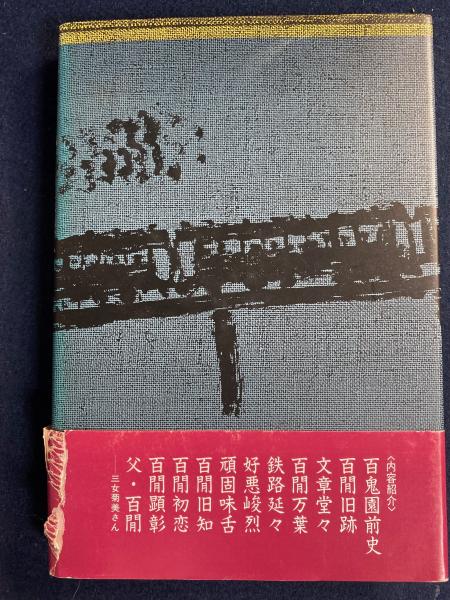 〈内容紹介〉
百鬼園前史
百閒旧跡
文章堂々
百閒万葉
鉄路延々
好悪峻烈
頑固味舌
百閒旧知
百閒初恋
百閒顕彰
父・百閒
──三女菊美さん